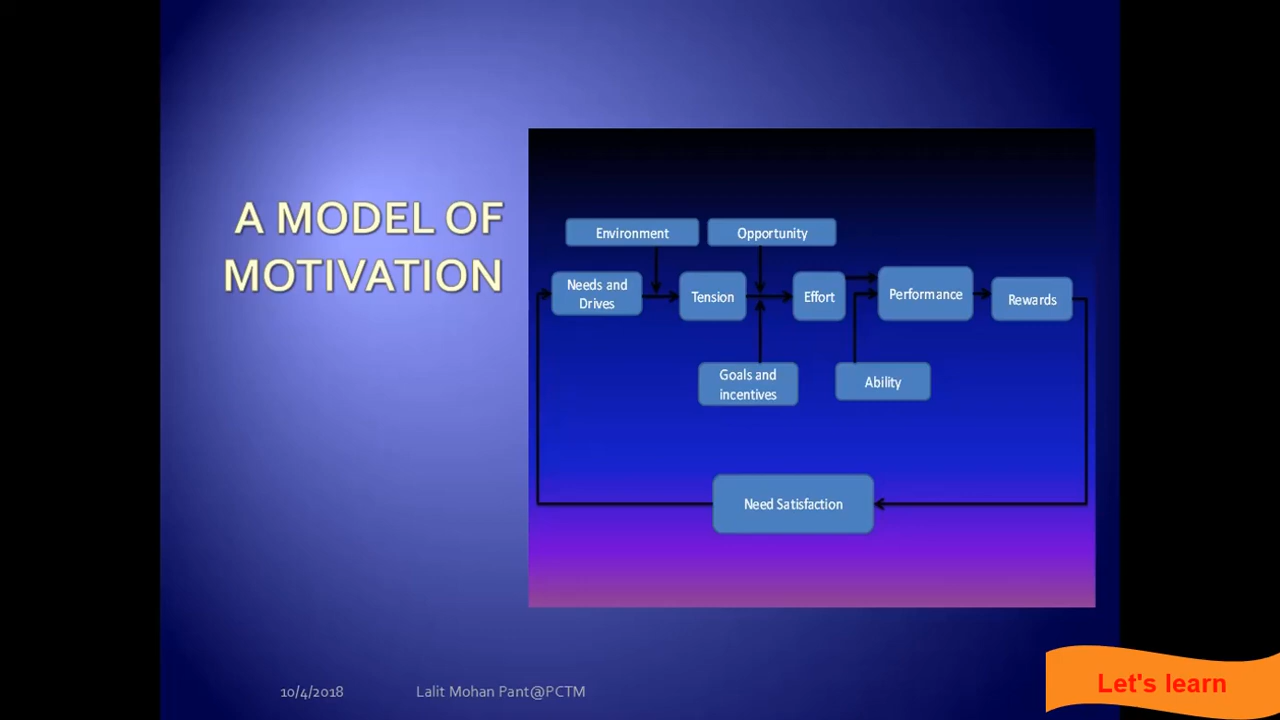 A MODEL OF
MOTIVATION
Environment
Opportunity
Needs and
Drives
Tension
Effort
Performance
Rewards
Goals and
incentives
Ability
Need Satisfaction
10/4/2018
Lalit Mohan Pant@PCTM
Let's learn